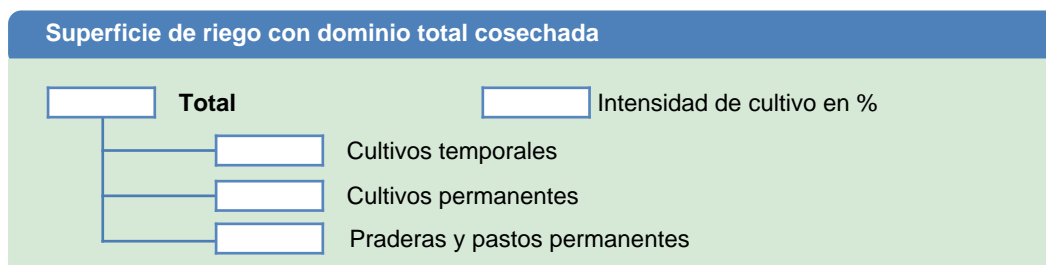 Superficie de riego con dominio total cosechada
Total
Intensidad de cultivo en %
Cultivos temporales
Cultivos permanentes
Praderas y pastos permanentes